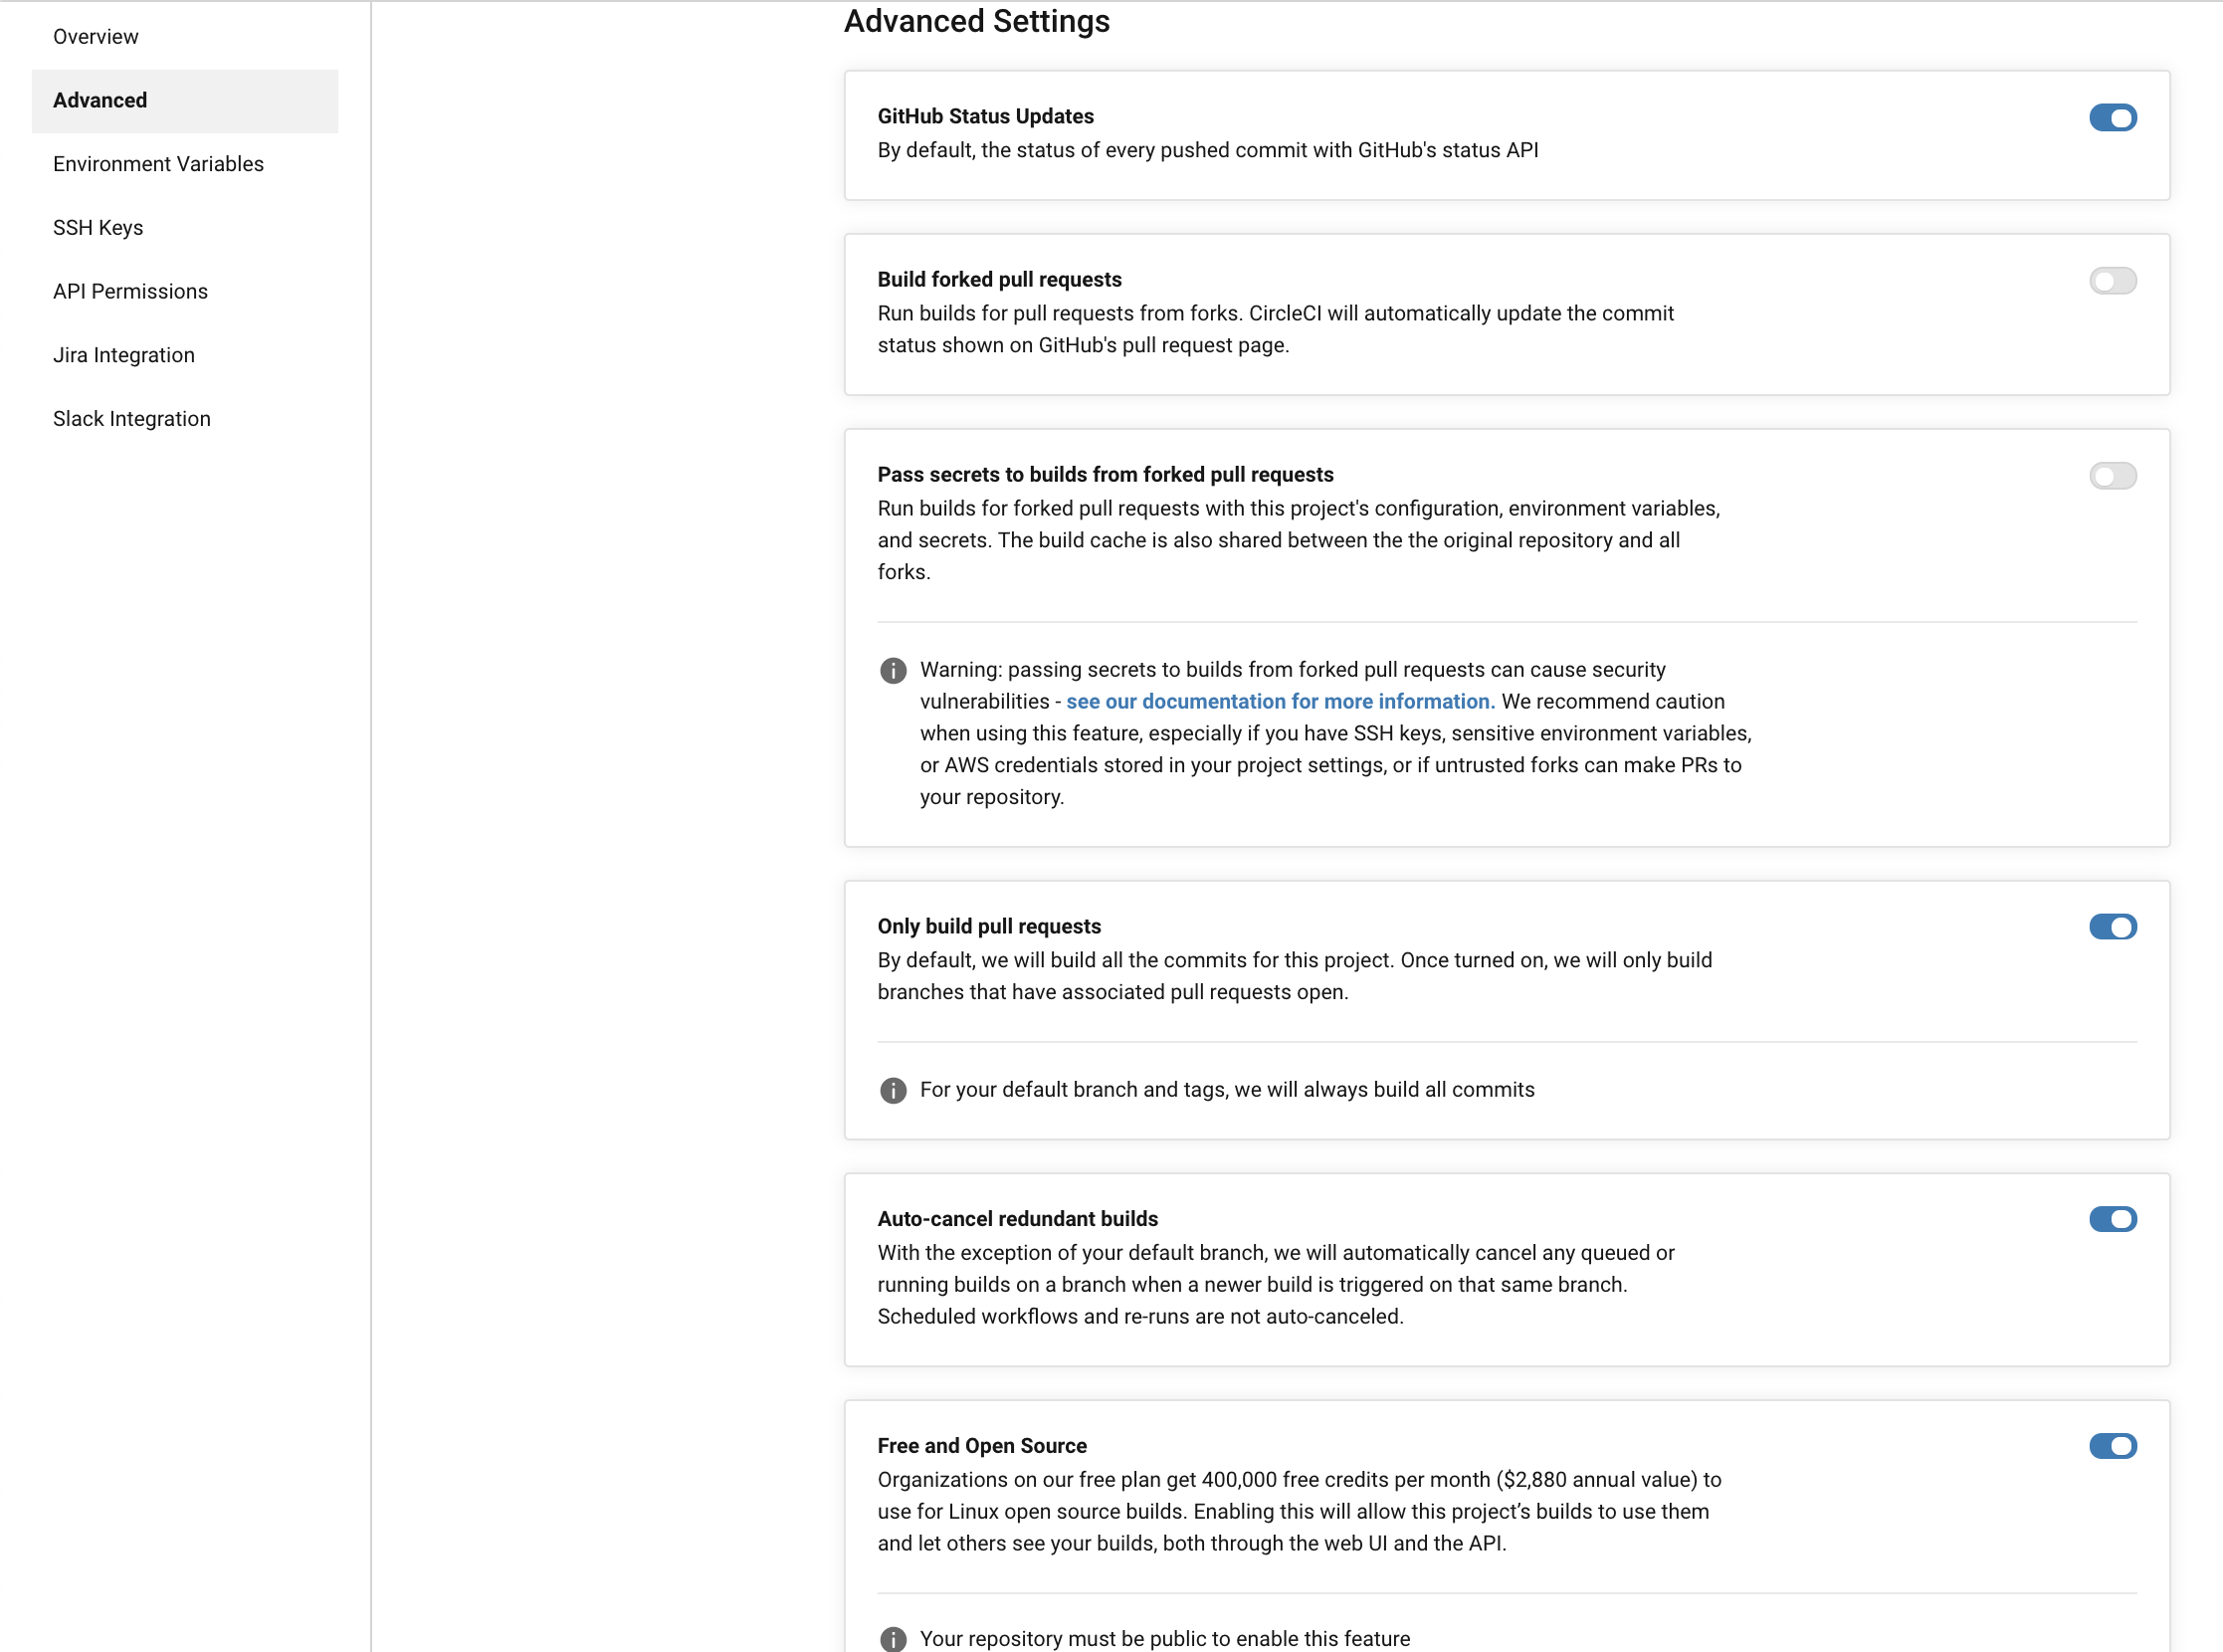 Overview
Advanced
Environment Variables
SSH Keys
API Permissions
Jira Integration
Slack Integration
Advanced Settings
GitHub Status Updates
By default, the status of every pushed commit with GitHub's status API
Build forked pull requests
Run builds for pull requests from forks. CircleCI will automatically update the commit
status shown on GitHub's pull request page.
Pass secrets to builds from forked pull requests
Run builds for forked pull requests with this project's configuration, environment variables,
and secrets. The build cache is also shared between the the original repository and all
forks.
Warning: passing secrets to builds from forked pull requests can cause security
vulnerabilities - see our documentation for more information. We recommend caution
when using this feature, especially if you have SSH keys, sensitive environment variables,
or AWS credentials stored in your project settings, or if untrusted forks can make PRs to
your repository.
Only build pull requests
By default, we will build all the commits for this project. Once turned on, we will only build
branches that have associated pull requests open.
For your default branch and tags, we will always build all commits
Auto-cancel redundant builds
With the exception of your default branch, we will automatically cancel any queued or
running builds on a branch when a newer build is triggered on that same branch.
Scheduled workflows and re-runs are not auto-canceled.
Free and Open Source
Organizations on our free plan get 400,000 free credits per month ($2,880 annual value) to
use for Linux open source builds. Enabling this will allow this project’s builds to use them
and let others see your builds, both through the web UI and the API.
Your repository must be public to enable this feature